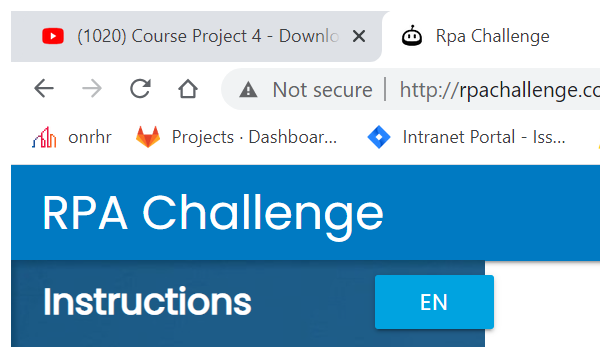 (1020) Course Project 4 - Downlo
Rpa Challenge
Not secure | http://rpachallenge.co
onrhr
Projects · Dashboar...
Intranet Portal - Iss...
RPA Challenge
Instructions
EN